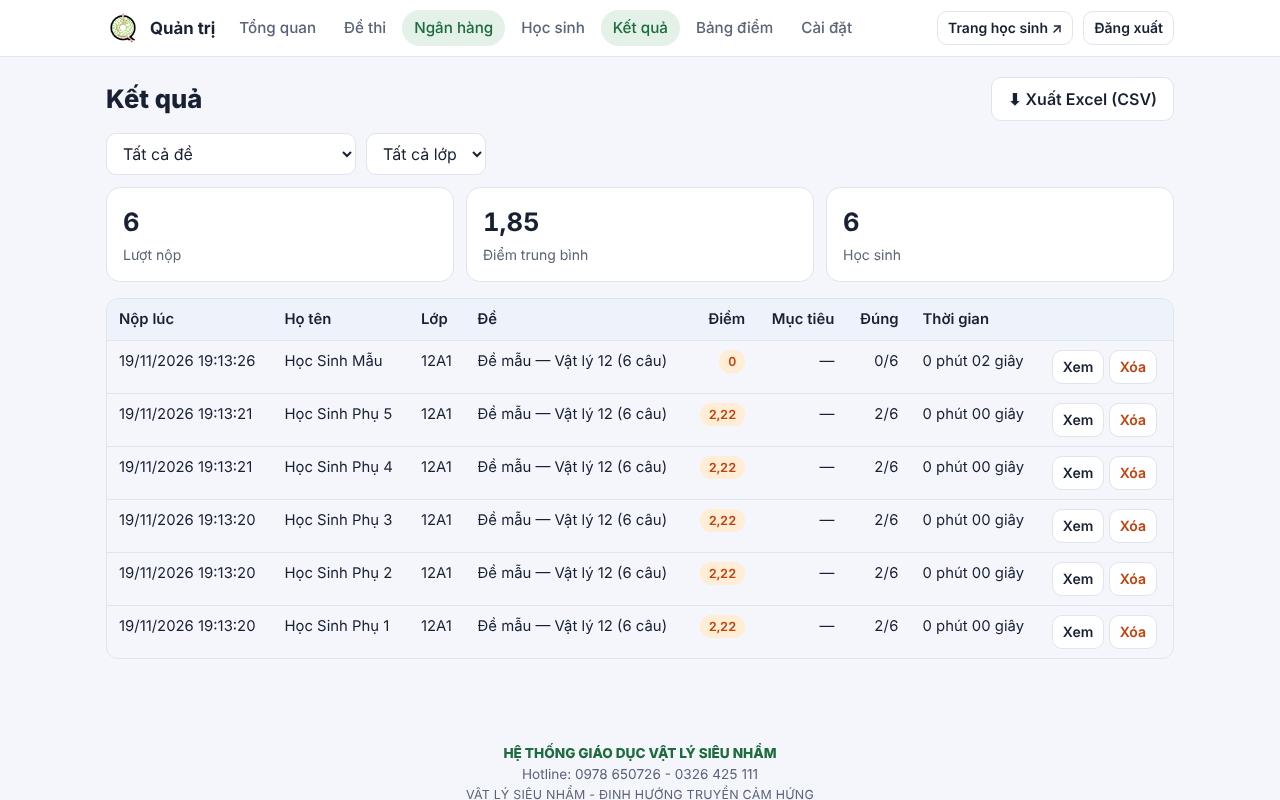 Quản trị Tổng quan Đề thi Ngân hàng Học sinh Kết quả Bảng điểm Cài đặt Trang học sinh ↗ Đăng xuất
Kết quả ⬇ Xuất Excel (CSV)
Tất cả đề Tất cả lớp
6 1,85 6
Lượt nộp Điểm trung bình Học sinh
Nộp lúc Họ tên Lớp Đề Điểm Mục tiêu Đúng Thời gian
19/11/2026 19:13:26 Học Sinh Mẫu 12A1 Đề mẫu — Vật lý 12 (6 câu) 0 — 0/6 0 phút 02 giây Xem Xóa
19/11/2026 19:13:21 Học Sinh Phụ 5 12A1 Đề mẫu — Vật lý 12 (6 câu) 2,22 — 2/6 0 phút 00 giây Xem Xóa
19/11/2026 19:13:21 Học Sinh Phụ 4 12A1 Đề mẫu — Vật lý 12 (6 câu) 2,22 — 2/6 0 phút 00 giây Xem Xóa
19/11/2026 19:13:20 Học Sinh Phụ 3 12A1 Đề mẫu — Vật lý 12 (6 câu) 2,22 — 2/6 0 phút 00 giây Xem Xóa
19/11/2026 19:13:20 Học Sinh Phụ 2 12A1 Đề mẫu — Vật lý 12 (6 câu) 2,22 — 2/6 0 phút 00 giây Xem Xóa
19/11/2026 19:13:20 Học Sinh Phụ 1 12A1 Đề mẫu — Vật lý 12 (6 câu) 2,22 — 2/6 0 phút 00 giây Xem Xóa
HỆ THỐNG GIÁO DỤC VẬT LÝ SIÊU NHẨM
Hotline: 0978 650726 - 0326 425 111
VẬT LÝ SIÊU NHẨM - ĐỊNH HƯỚNG TRUYỀN CẢM HỨNG